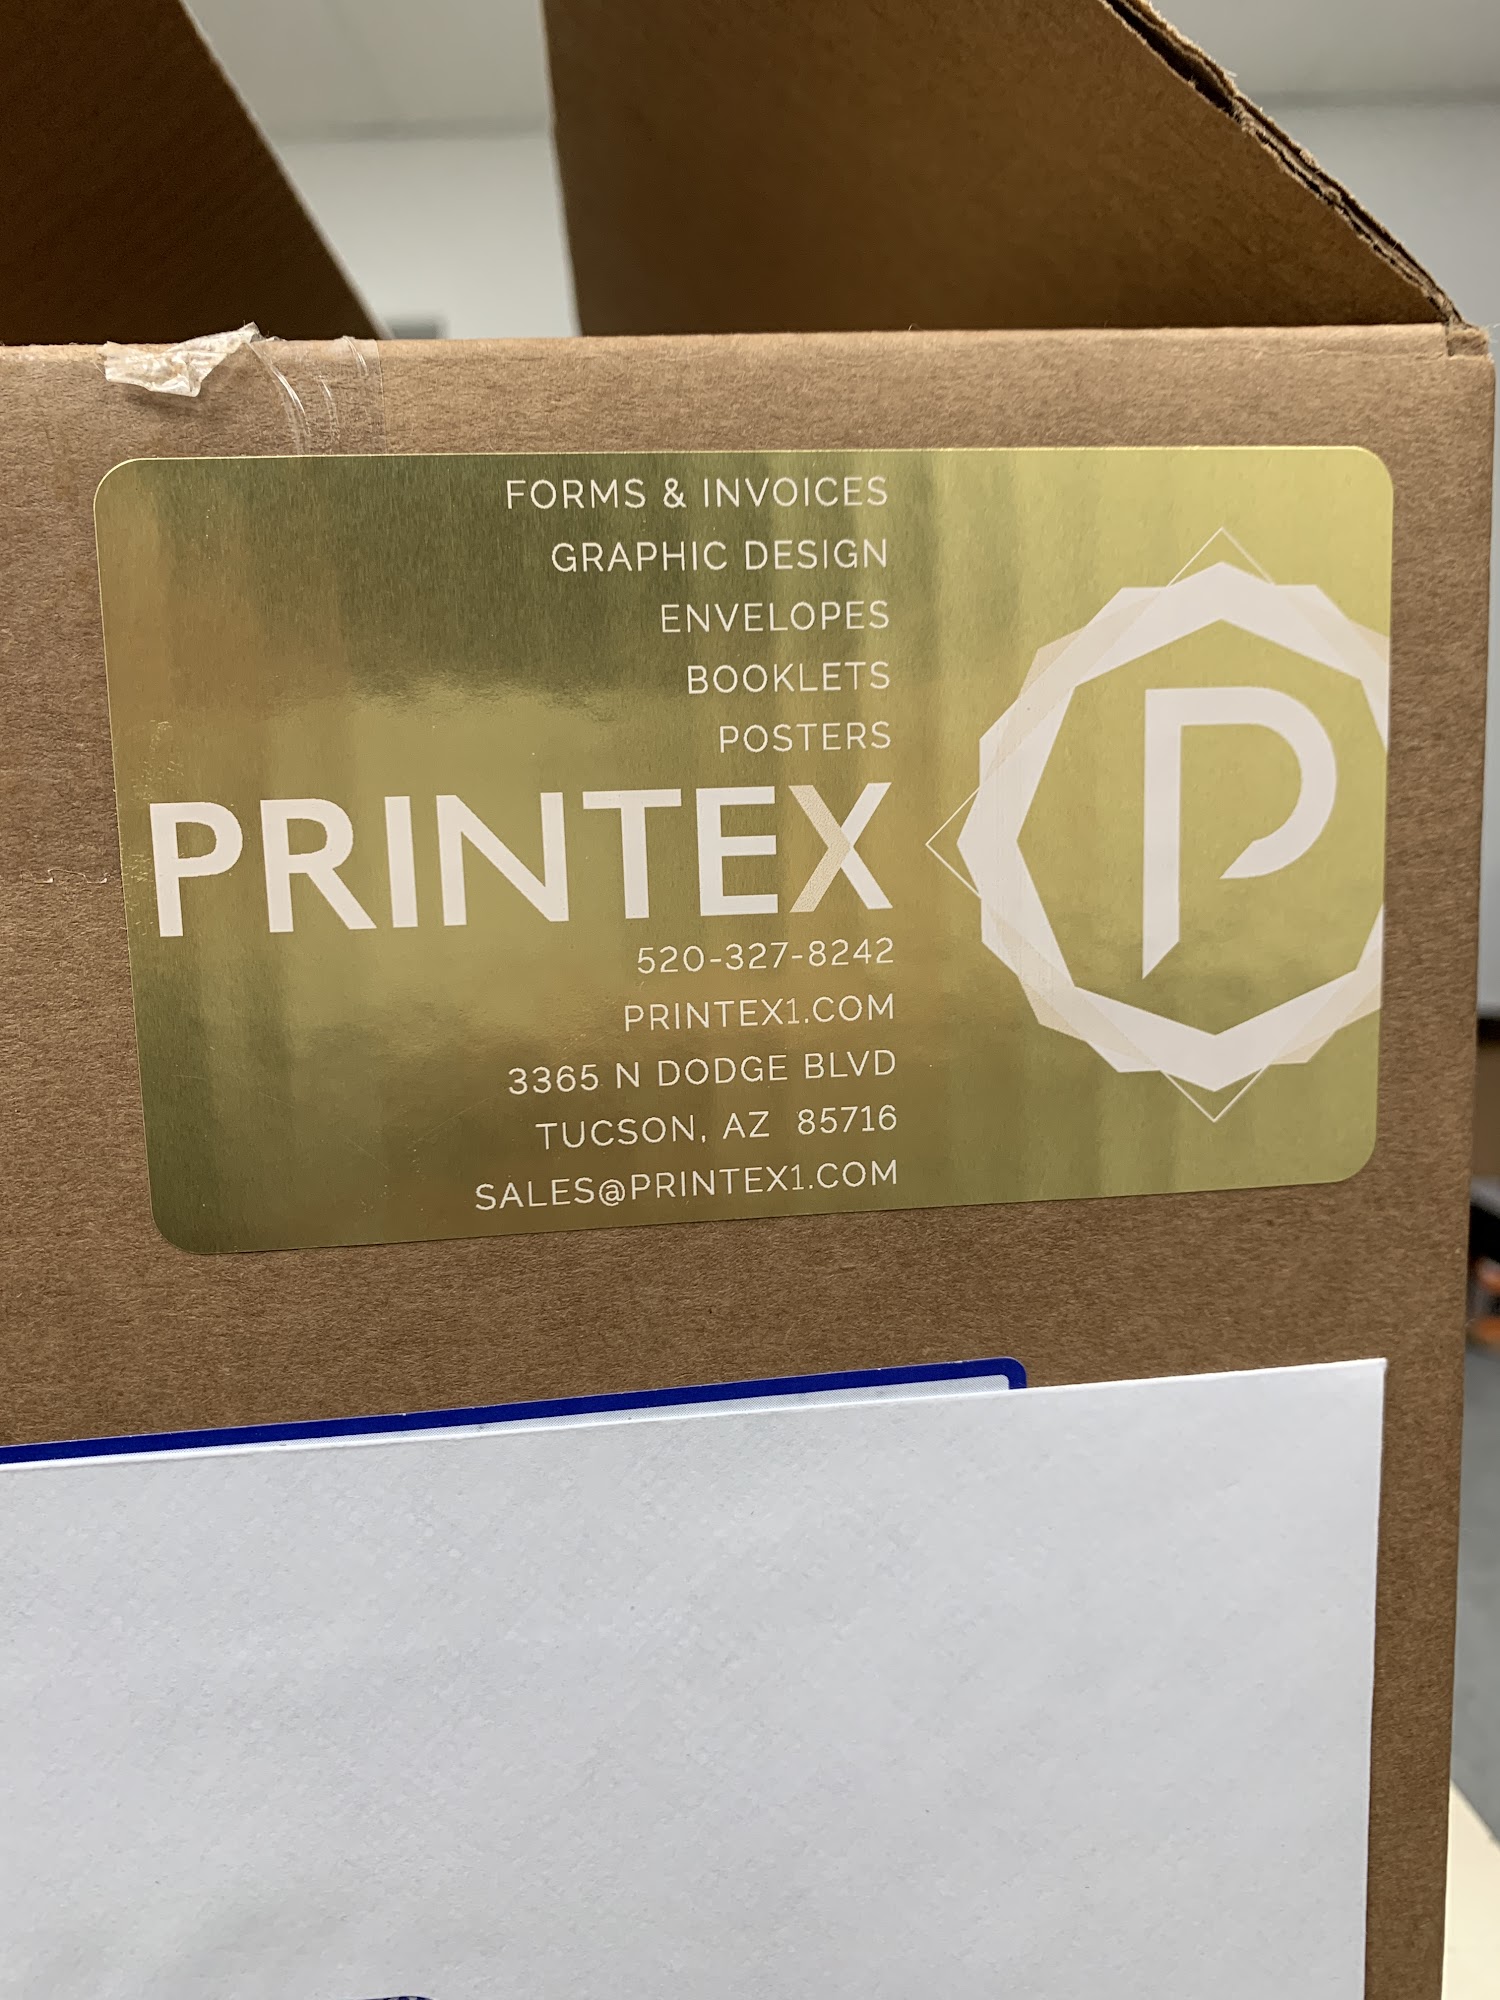 FORMS & INVOICES
GRAPHIC DESIGN
ENVELOPES
BOOKLETS
POSTERS
PRINTEX
520-327-8242
PRINTEX1.COM
3365 N DODGE BLVD
TUCSON, AZ 85716
SALES@PRINTEX1.COM
P